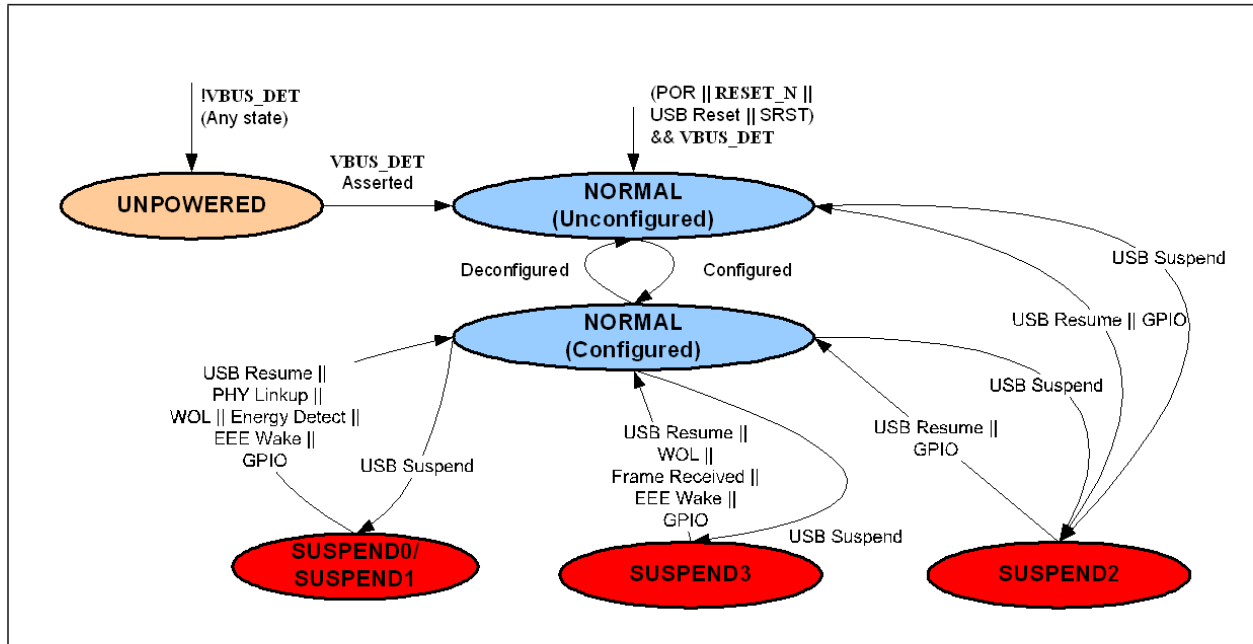 !VBUS_DET
(Any state)
(POR || RESET_N ||
USB Reset || SRST)
&& VBUS_DET
VBUS_DET
Asserted
UNPOWERED
NORMAL
(Unconfigured)
USB Suspend
Deconfigured
Configured
USB Resume || GPIO
NORMAL
(Configured)
USB Resume ||
PHY Linkup ||
WOL || Energy Detect ||
EEE Wake ||
GPIO
USB Suspend
USB Resume ||
WOL ||
Frame Received ||
EEE Wake ||
GPIO
USB Suspend
USB Resume ||
GPIO
USB Suspend
SUSPEND0/
SUSPEND1
SUSPEND3
SUSPEND2